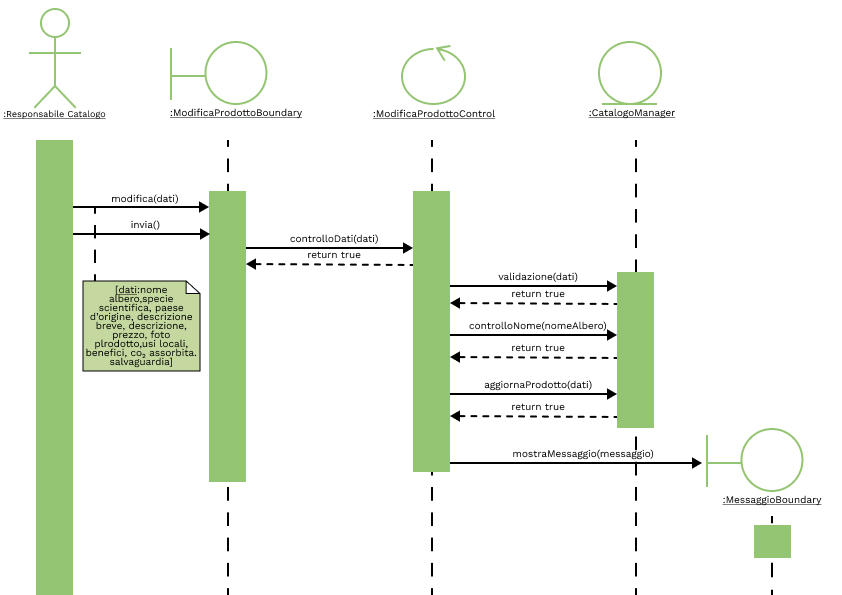 :Responsabile Catalogo
:ModificaProdottoBoundary
:ModificaProdottoControl
:CatalogoManager
modifica(dati)
invia()
controlloDati(dati)
return true
validazione(dati)
return true
controlloNome(nomeAlbero)
return true
aggiornaProdotto(dati)
return true
mostraMessaggio(messaggio)
:MessaggioBoundary
[dati:nome
albero,specie
scientifica, paese
d'origine, descrizione
breve, descrizione,
prezzo, foto
plrodotto,usi locali,
benefici, co₂ assorbita.
salvaguardia]